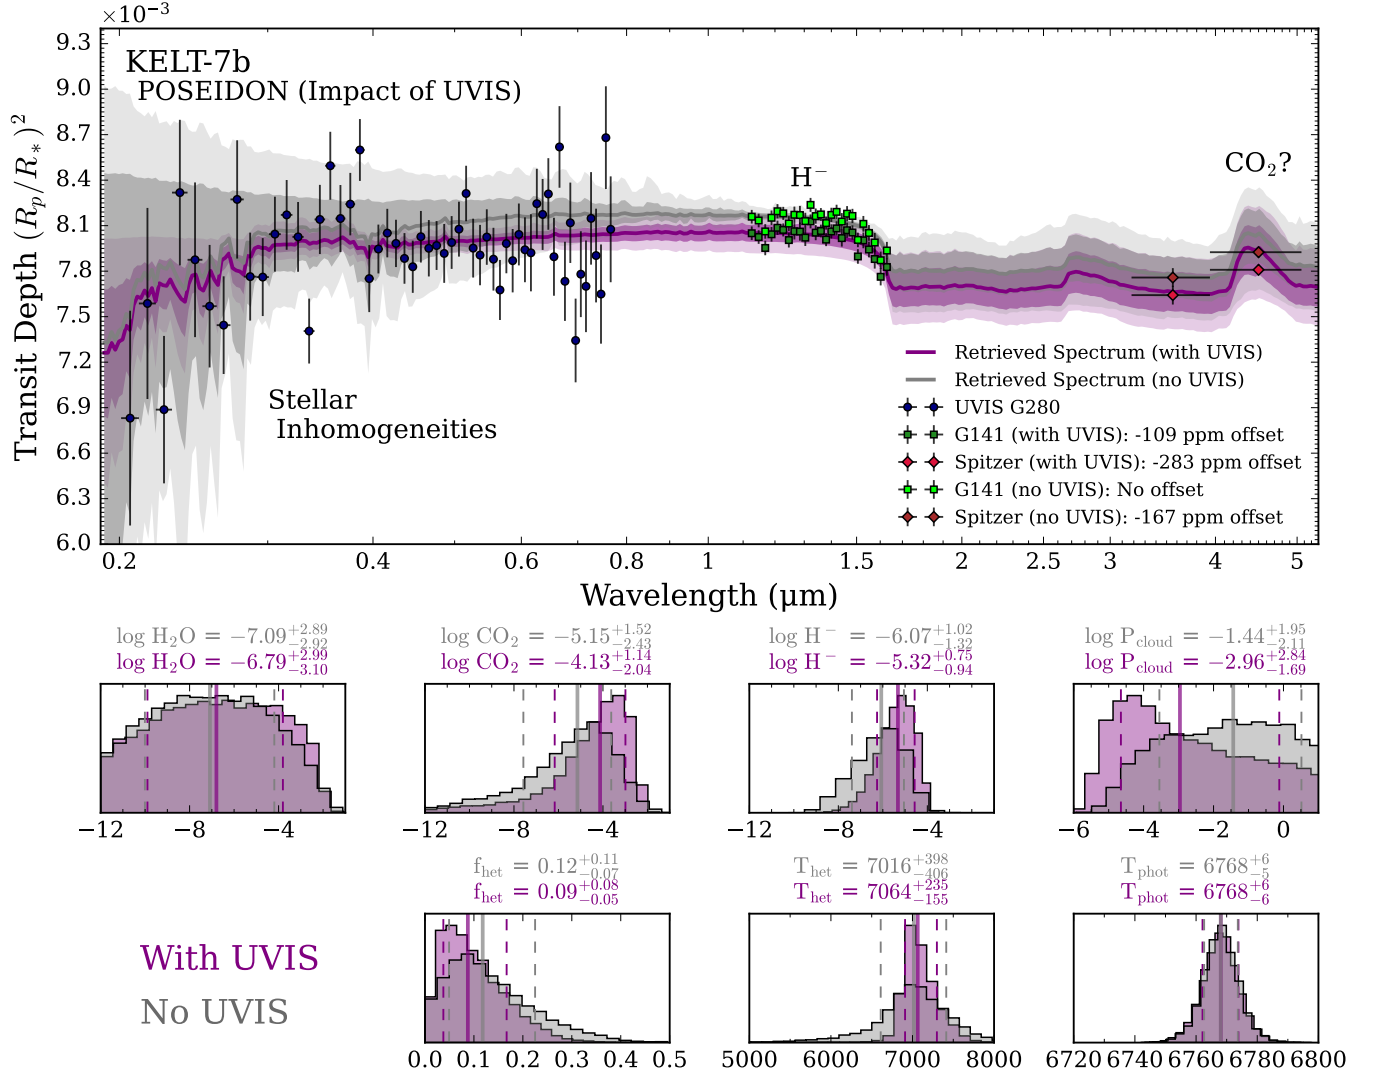 ×10⁻³
KELT-7b
POSEIDON (Impact of UVIS)
Transit Depth (R_p/R_*)²
9.3
9.0
8.7
8.4
8.1
7.8
7.5
7.2
6.9
6.6
6.3
6.0
H⁻
CO₂?
Stellar
Inhomogeneities
Retrieved Spectrum (with UVIS)
Retrieved Spectrum (no UVIS)
UVIS G280
G141 (with UVIS): -109 ppm offset
Spitzer (with UVIS): -283 ppm offset
G141 (no UVIS): No offset
Spitzer (no UVIS): -167 ppm offset
0.2 0.4 0.6 0.8 1 1.5 2 2.5 3 4 5
Wavelength (μm)
log H₂O = −7.09 +2.89 −2.92
log H₂O = −6.79 +2.99 −3.10
−12 −8 −4
log CO₂ = −5.15 +1.52 −2.43
log CO₂ = −4.13 +1.14 −2.04
−12 −8 −4
log H⁻ = −6.07 +1.02 −1.32
log H⁻ = −5.32 +0.75 −0.94
−12 −8 −4
log P_cloud = −1.44 +1.95 −2.11
log P_cloud = −2.96 +2.84 −1.69
−6 −4 −2 0
With UVIS
No UVIS
f_het = 0.12 +0.11 −0.07
f_het = 0.09 +0.08 −0.05
0.0 0.1 0.2 0.3 0.4 0.5
T_het = 7016 +398 −406
T_het = 7064 +235 −155
5000 6000 7000 8000
T_phot = 6768 +6 −5
T_phot = 6768 +6 −6
6720 6740 6760 6780 6800